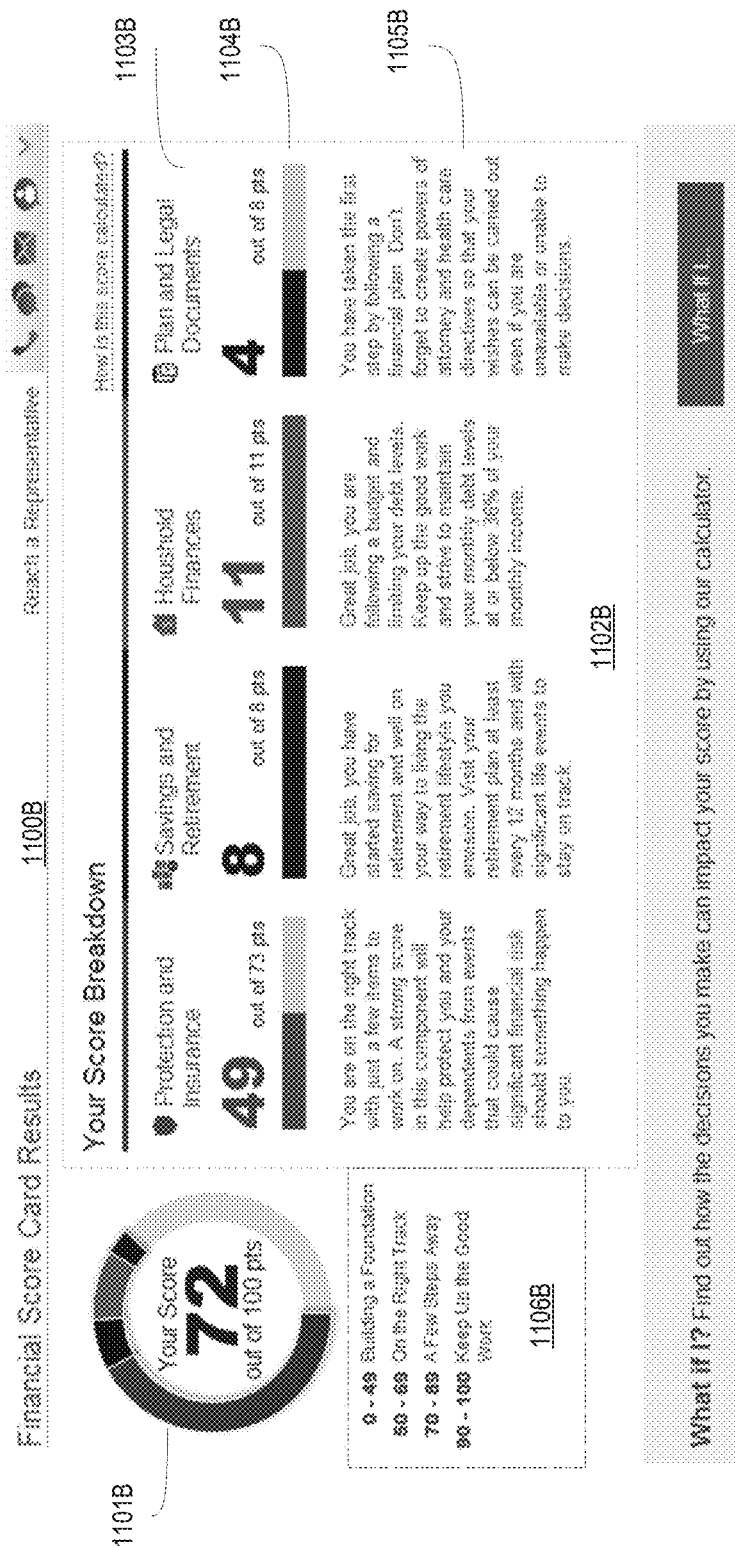 1100B
Financial Score Card Results
Reach a Representative
1101B
Your Score
72
out of 100 pts
0 - 49 Building a Foundation
50 - 69 On the Right Track
70 - 89 A Few Steps Away
90 - 100 Keep Up the Good
Work
1106B
Your Score Breakdown
How is the score calculated?
Protection and
Insurance
49 out of 73 pts
You are on the right track
with just a few items to
work on. A strong score
in this component will
help protect you and your
dependents from events
that could cause
significant financial risk
should something happen
to you.
Savings and
Retirement
8 out of 8 pts
Great job, you have
started saving for
retirement and well on
your way to living the
retirement lifestyle you
envision. Visit your
retirement plan at least
every 12 months and with
significant life events to
stay on track.
Houshold
Finances
11 out of 11 pts
Great job, you are
following a budget and
limiting your debt levels.
Keep up the good work
and strive to maintain
your monthly debt levels
at or below 36% of your
monthly income.
Plan and Legal
Documents
4 out of 8 pts
You have taken the first
step by following a
financial plan. Don't
forget to create powers of
attorney and health care
directives so that your
wishes can be carried out
even if you are
unavailable or unable to
make decisions.
1103B
1104B
1105B
1102B
What If I? Find out how the decisions you make can impact your score by using our calculator.
What If I...